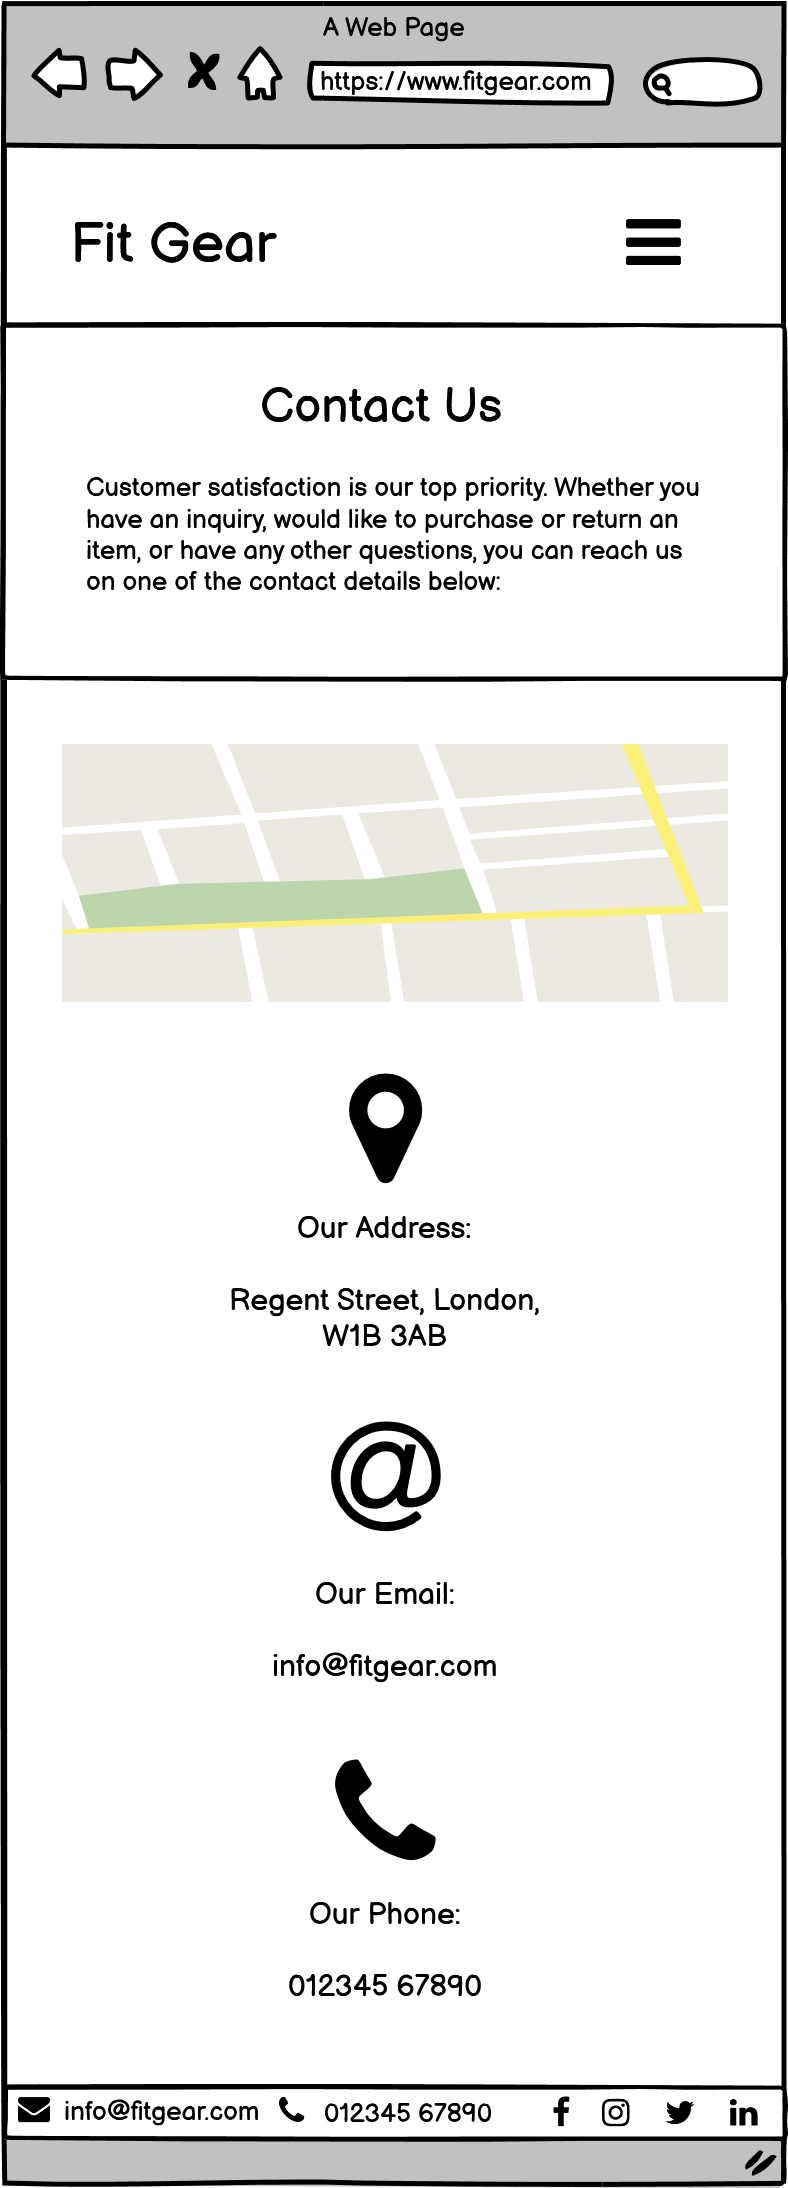 A Web Page
https://www.fitgear.com
Fit Gear
Contact Us
Customer satisfaction is our top priority. Whether you
have an inquiry, would like to purchase or return an
item, or have any other questions, you can reach us
on one of the contact details below:
Our Address:
Regent Street, London,
W1B 3AB
@
Our Email:
info@fitgear.com
Our Phone:
012345 67890
info@fitgear.com 012345 67890